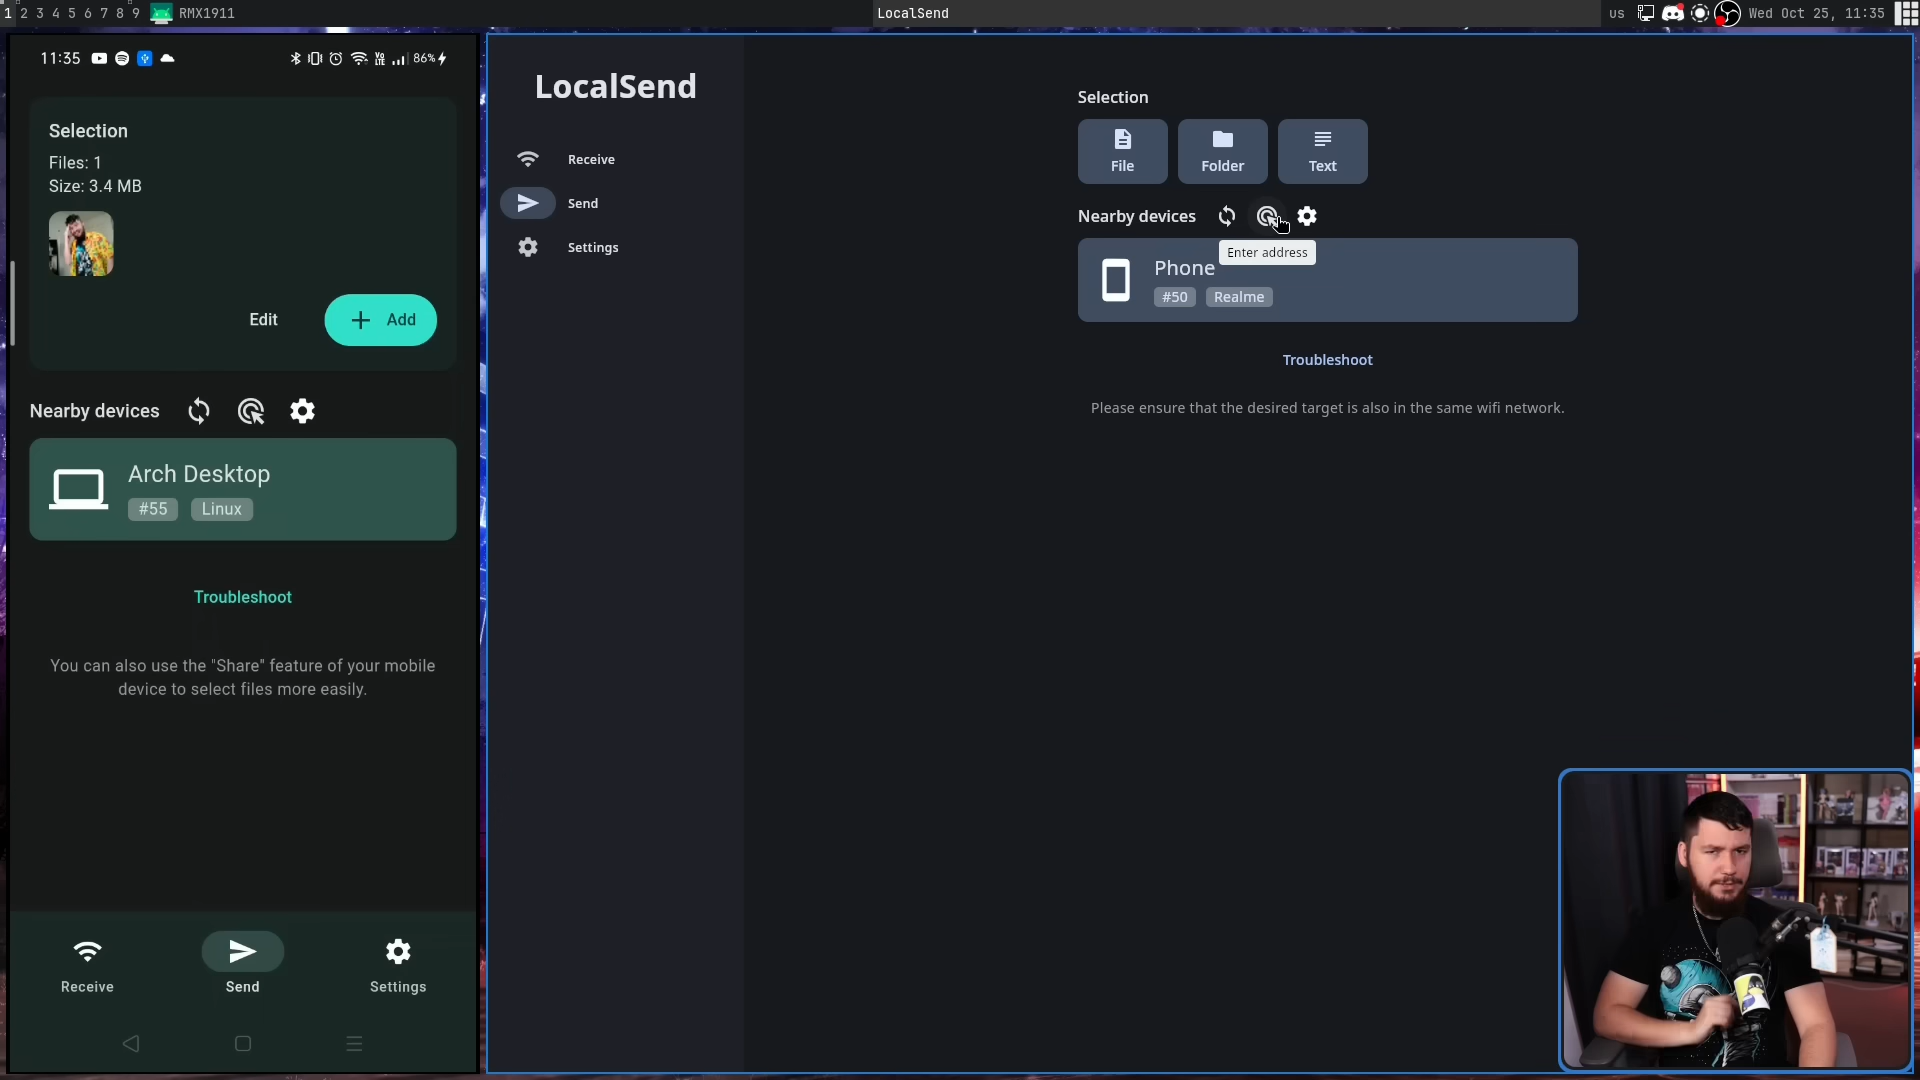 1 2 3 4 5 6 7 8 9 RMX1911
LocalSend
us
Wed Oct 25, 11:35
11:35
86%
Selection
Files: 1
Size: 3.4 MB
Edit
Add
Nearby devices
Arch Desktop
#55 Linux
Troubleshoot
You can also use the "Share" feature of your mobile
device to select files more easily.
Receive
Send
Settings
LocalSend
Receive
Send
Settings
Selection
File
Folder
Text
Nearby devices
Enter address
Phone
#50 Realme
Troubleshoot
Please ensure that the desired target is also in the same wifi network.